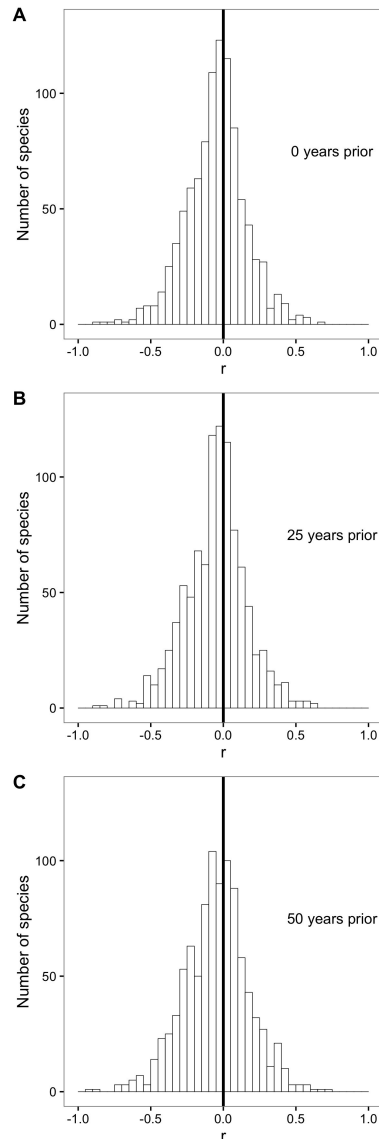 A
Number of species
100
50
0
0 years prior
-1.0 -0.5 0.0 0.5 1.0
r
B
Number of species
100
50
0
25 years prior
-1.0 -0.5 0.0 0.5 1.0
r
C
Number of species
100
50
0
50 years prior
-1.0 -0.5 0.0 0.5 1.0
r